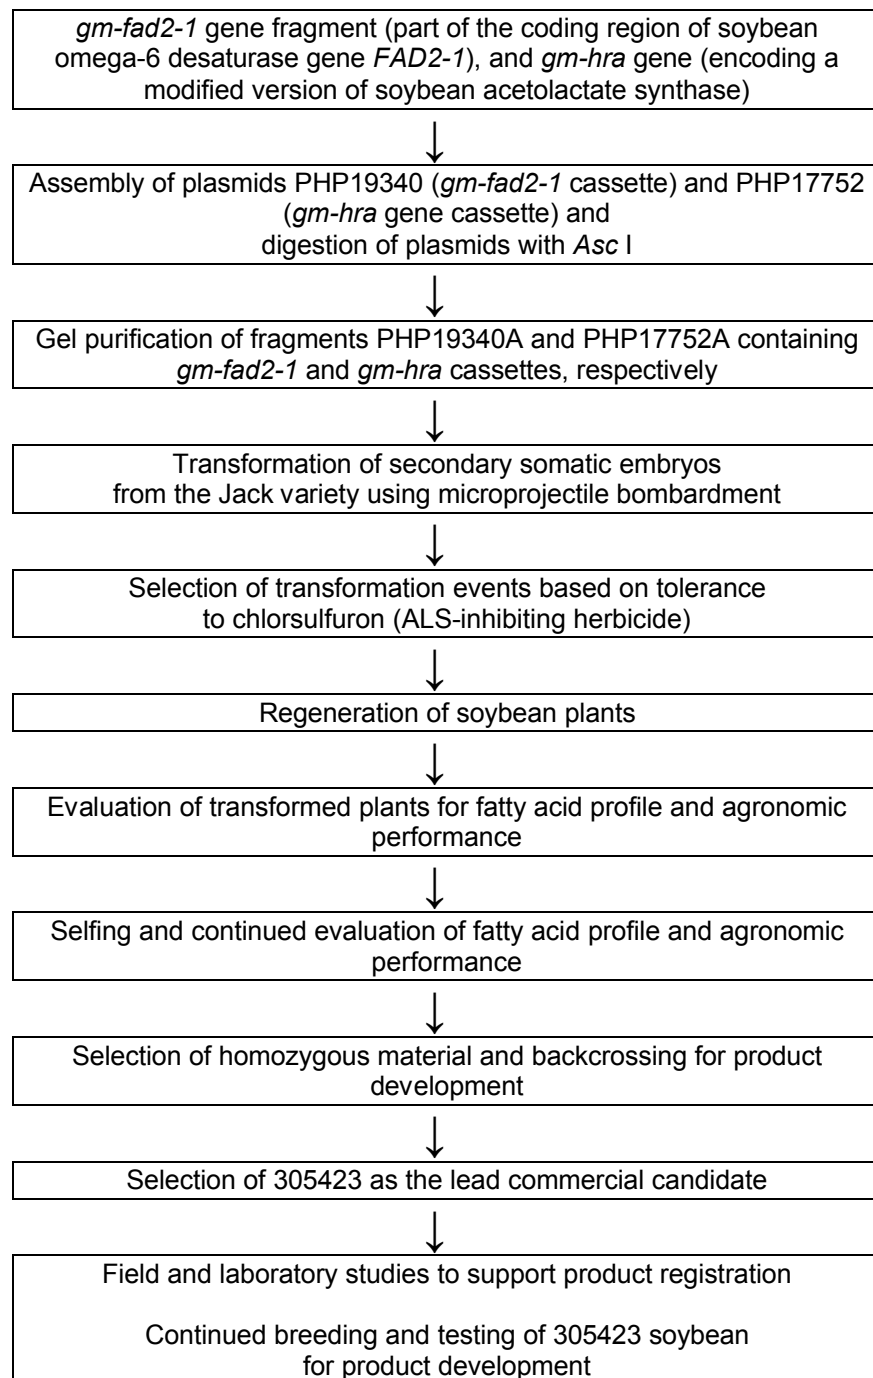 gm-fad2-1 gene fragment (part of the coding region of soybean
omega-6 desaturase gene FAD2-1), and gm-hra gene (encoding a
modified version of soybean acetolactate synthase)
↓
Assembly of plasmids PHP19340 (gm-fad2-1 cassette) and PHP17752
(gm-hra gene cassette) and
digestion of plasmids with Asc I
↓
Gel purification of fragments PHP19340A and PHP17752A containing
gm-fad2-1 and gm-hra cassettes, respectively
↓
Transformation of secondary somatic embryos
from the Jack variety using microprojectile bombardment
↓
Selection of transformation events based on tolerance
to chlorsulfuron (ALS-inhibiting herbicide)
↓
Regeneration of soybean plants
↓
Evaluation of transformed plants for fatty acid profile and agronomic
performance
↓
Selfing and continued evaluation of fatty acid profile and agronomic
performance
↓
Selection of homozygous material and backcrossing for product
development
↓
Selection of 305423 as the lead commercial candidate
↓
Field and laboratory studies to support product registration
Continued breeding and testing of 305423 soybean
for product development